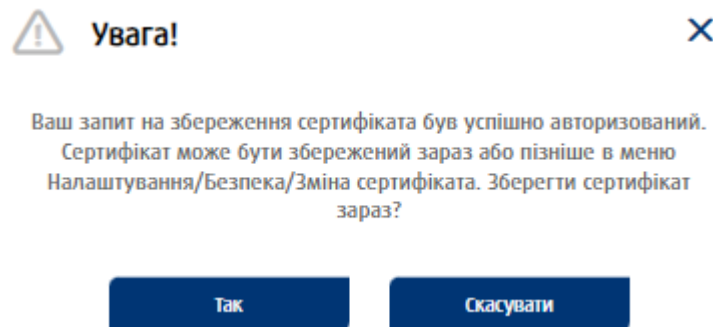 Увага!
Ваш запит на збереження сертифіката був успішно авторизований.
Сертифікат може бути збережений зараз або пізніше в меню
Налаштування/Безпека/Зміна сертифіката. Зберегти сертифікат
зараз?
Так
Скасувати